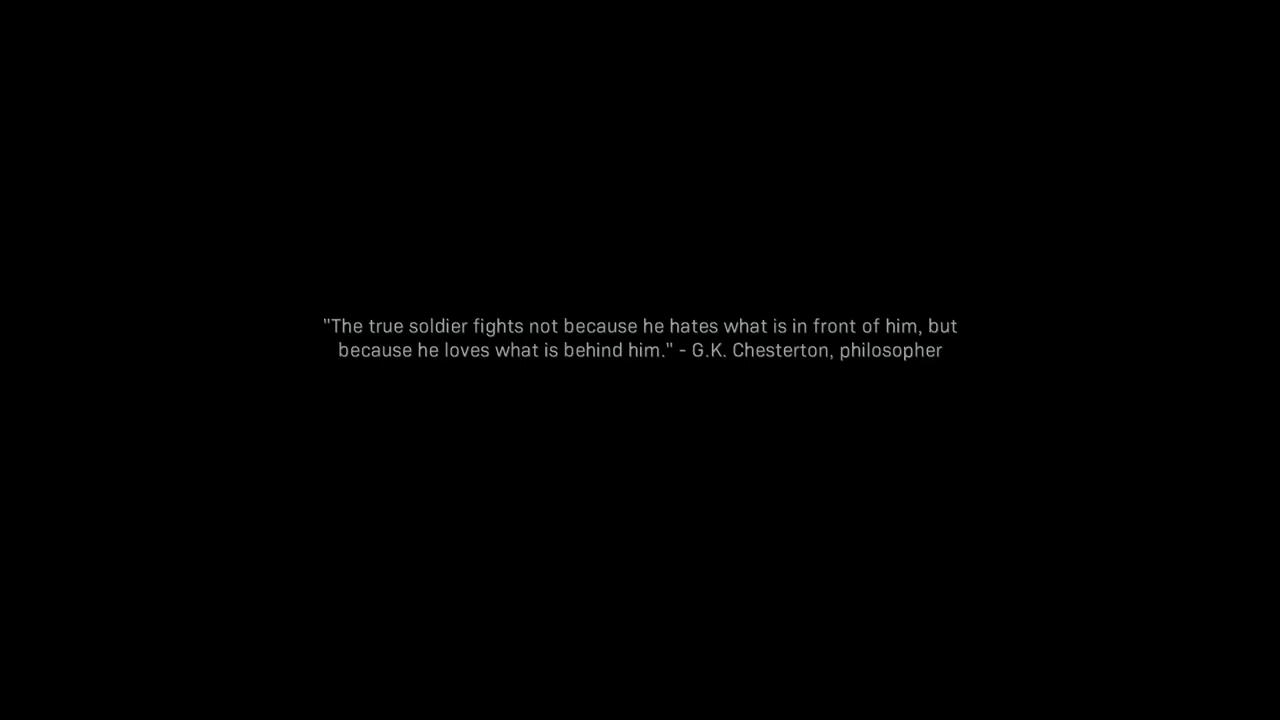 "The true soldier fights not because he hates what is in front of him, but
because he loves what is behind him." - G.K. Chesterton, philosopher